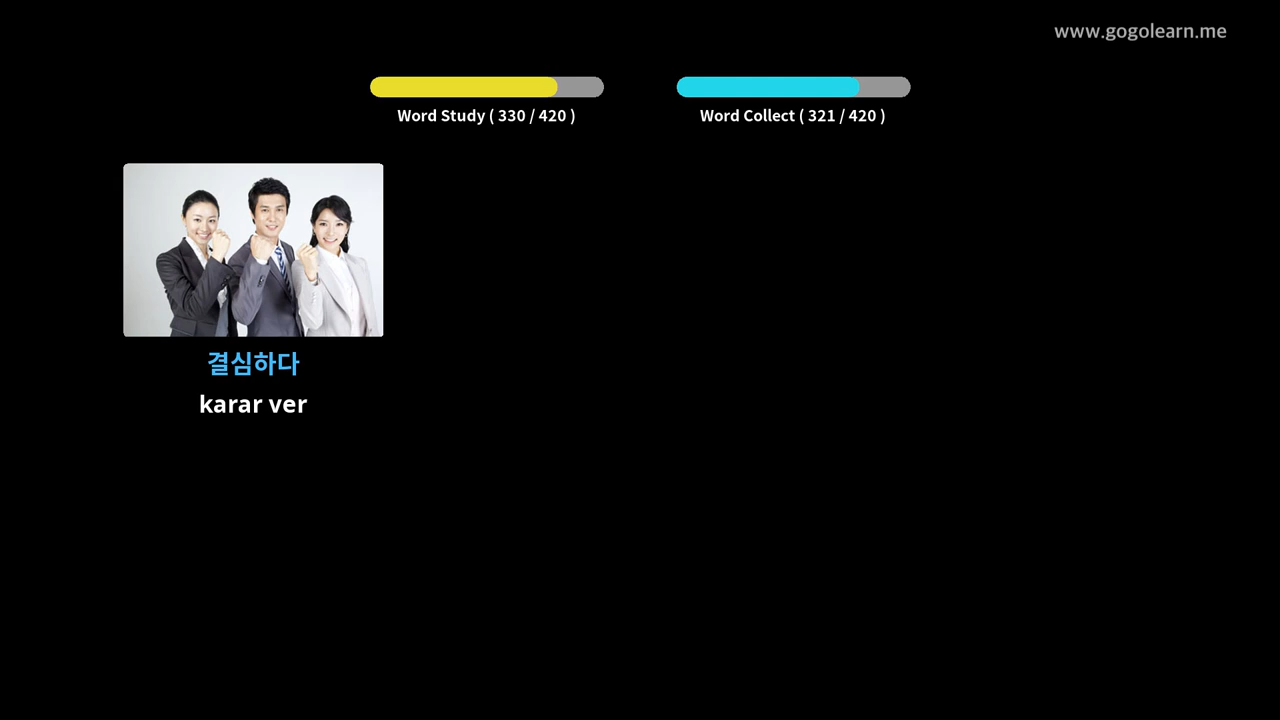 www.gogolearn.me
Word Study ( 330 / 420 )
Word Collect ( 321 / 420 )
결심하다
karar ver